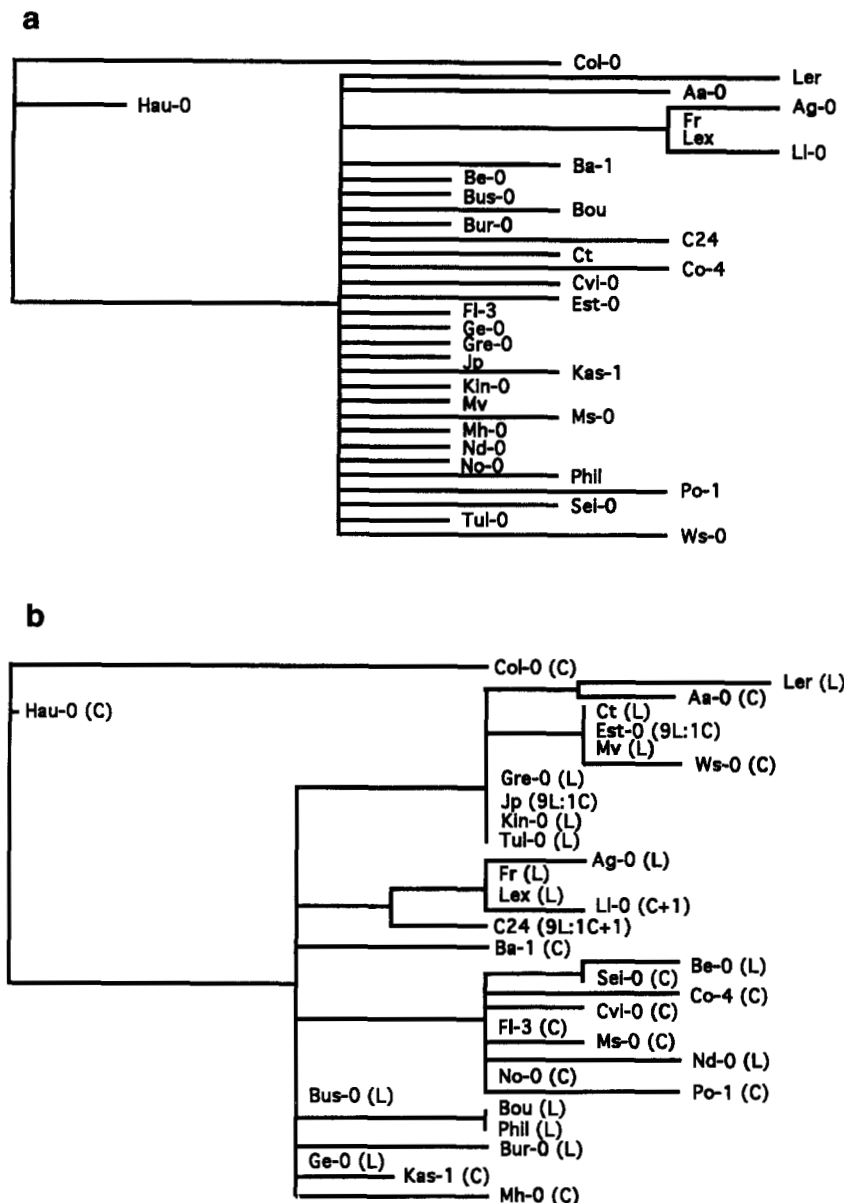 a
Col-0
Ler
Aa-0
Hau-0
Ag-0
Fr
Lex
Ll-0
Ba-1
Be-0
Bus-0
Bou
Bur-0
C24
Ct
Co-4
Cvi-0
Est-0
Fl-3
Ge-0
Gre-0
Jp
Kas-1
Kin-0
Mv
Ms-0
Mh-0
Nd-0
No-0
Phil
Po-1
Sei-0
Tul-0
Ws-0
b
Col-0 (C)
Ler (L)
Aa-0 (C)
Hau-0 (C)
Ct (L)
Est-0 (9L:1C)
Mv (L)
Ws-0 (C)
Gre-0 (L)
Jp (9L:1C)
Kin-0 (L)
Tul-0 (L)
Ag-0 (L)
Fr (L)
Lex (L)
Ll-0 (C+1)
C24 (9L:1C+1)
Ba-1 (C)
Be-0 (L)
Sei-0 (C)
Co-4 (C)
Cvi-0 (C)
Fl-3 (C)
Ms-0 (C)
Nd-0 (L)
No-0 (C)
Po-1 (C)
Bus-0 (L)
Bou (L)
Phil (L)
Bur-0 (L)
Ge-0 (L)
Kas-1 (C)
Mh-0 (C)